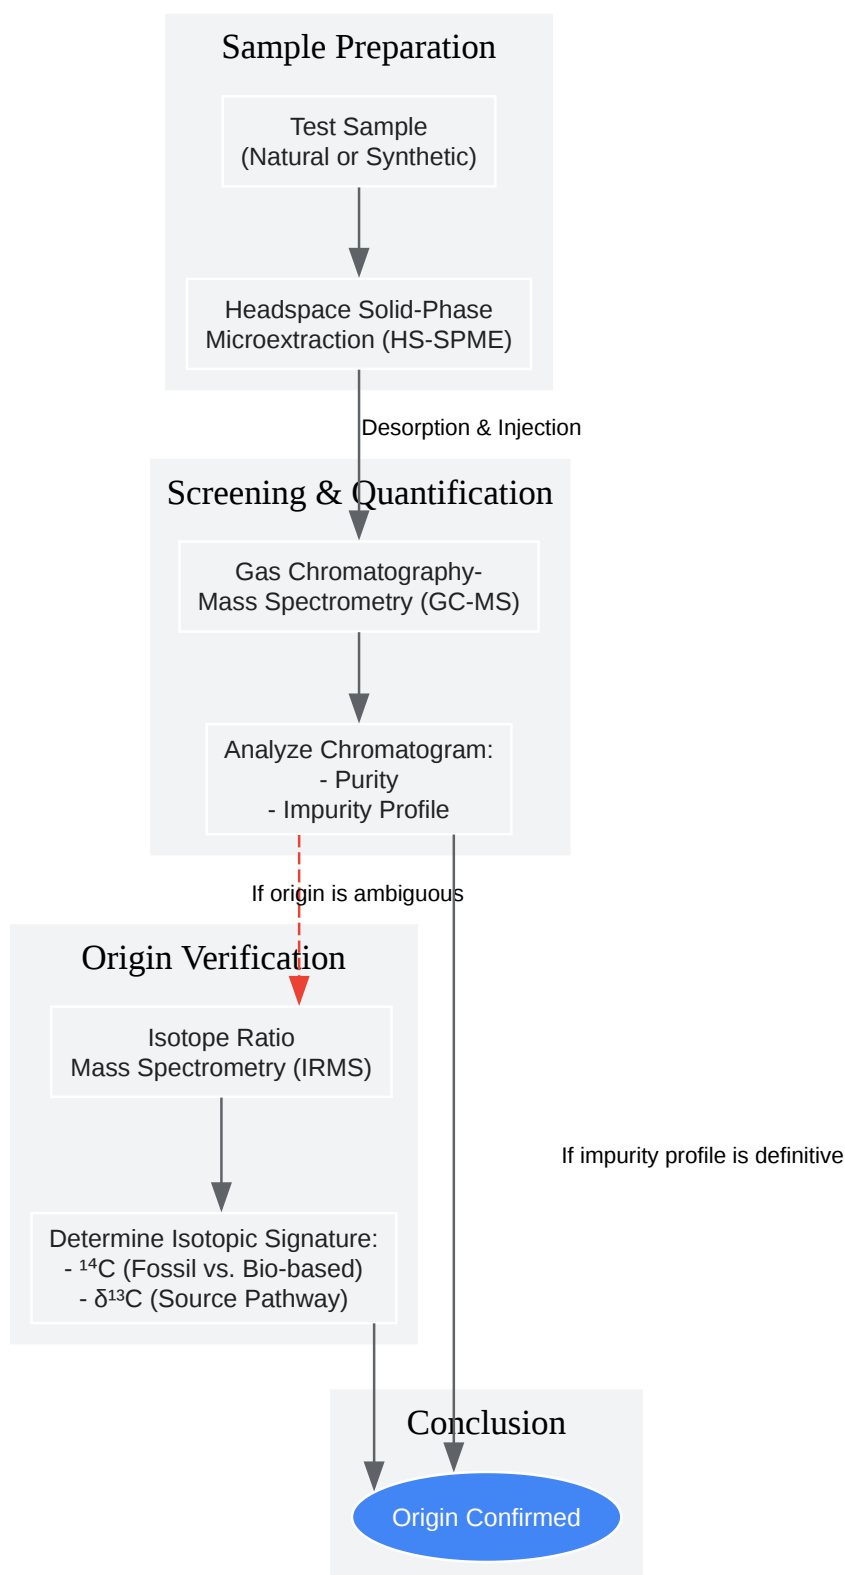 Sample Preparation
Test Sample
(Natural or Synthetic)
Headspace Solid-Phase
Microextraction (HS-SPME)
Desorption & Injection
Screening & Quantification
Gas Chromatography-
Mass Spectrometry (GC-MS)
Analyze Chromatogram:
- Purity
- Impurity Profile
If origin is ambiguous
Origin Verification
Isotope Ratio
Mass Spectrometry (IRMS)
If impurity profile is definitive
Determine Isotopic Signature:
- ¹⁴C (Fossil vs. Bio-based)
- δ¹³C (Source Pathway)
Conclusion
Origin Confirmed